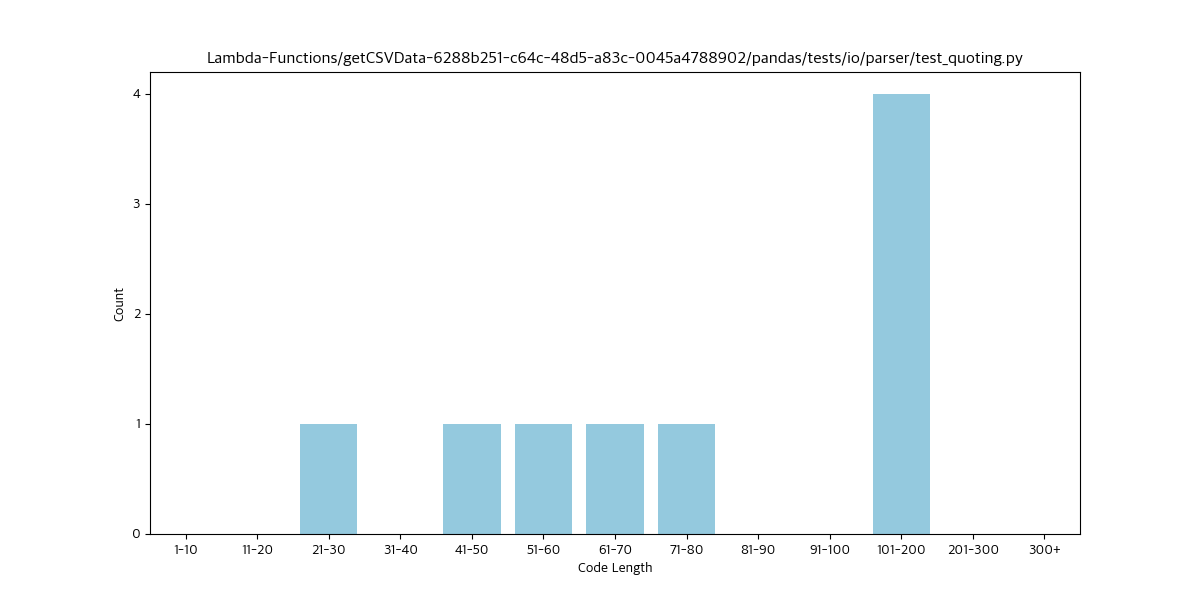 Lambda-Functions/getCSVData-6288b251-c64c-48d5-a83c-0045a4788902/pandas/tests/io/parser/test_quoting.py
4
3
2
1
0
Count
1-10 11-20 21-30 31-40 41-50 51-60 61-70 71-80 81-90 91-100 101-200 201-300 300+
Code Length